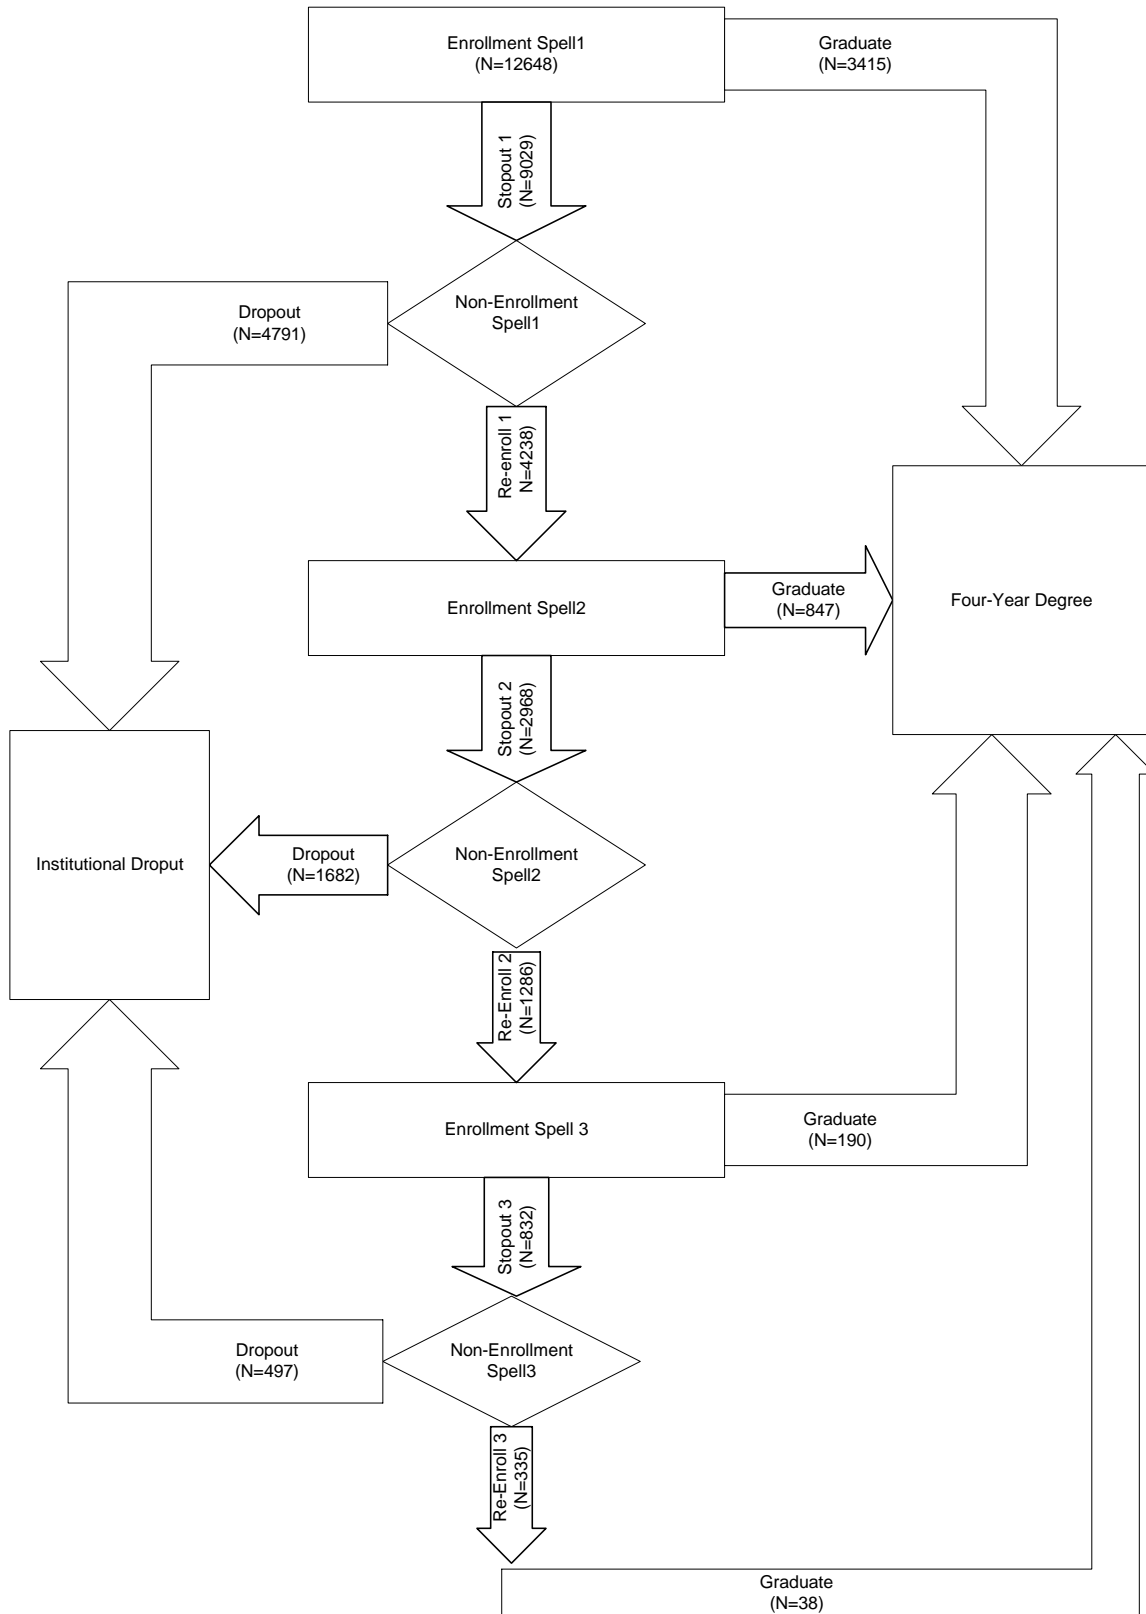 Enrollment Spell1
(N=12648)
Graduate
(N=3415)
Stopout 1
(N=9029)
Non-Enrollment
Spell1
Dropout
(N=4791)
Re-enroll 1
N=4238)
Enrollment Spell2
Graduate
(N=847)
Four-Year Degree
Stopout 2
(N=2968)
Non-Enrollment
Spell2
Dropout
(N=1682)
Institutional Droput
Re-Enroll 2
(N=1286)
Enrollment Spell 3
Graduate
(N=190)
Stopout 3
(N=832)
Non-Enrollment
Spell3
Dropout
(N=497)
Re-Enroll 3
(N=335)
Graduate
(N=38)